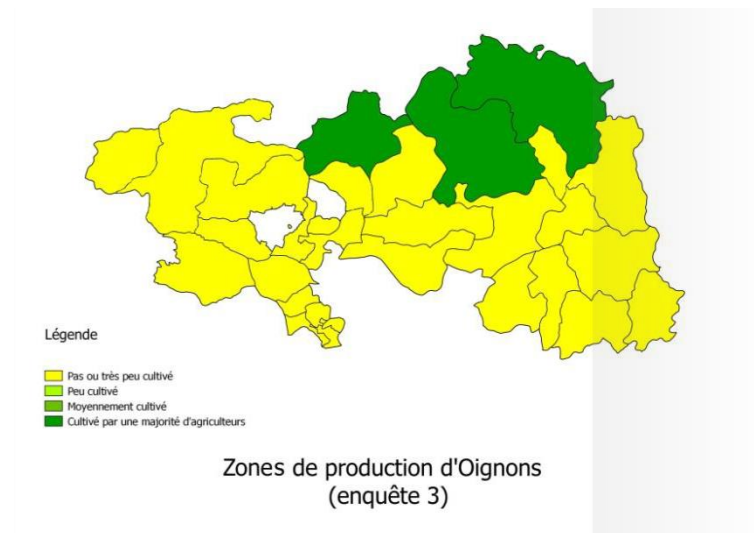 Légende
Pas ou très peu cultivé
Peu cultivé
Moyennement cultivé
Cultivé par une majorité d'agriculteurs
Zones de production d'Oignons
(enquête 3)